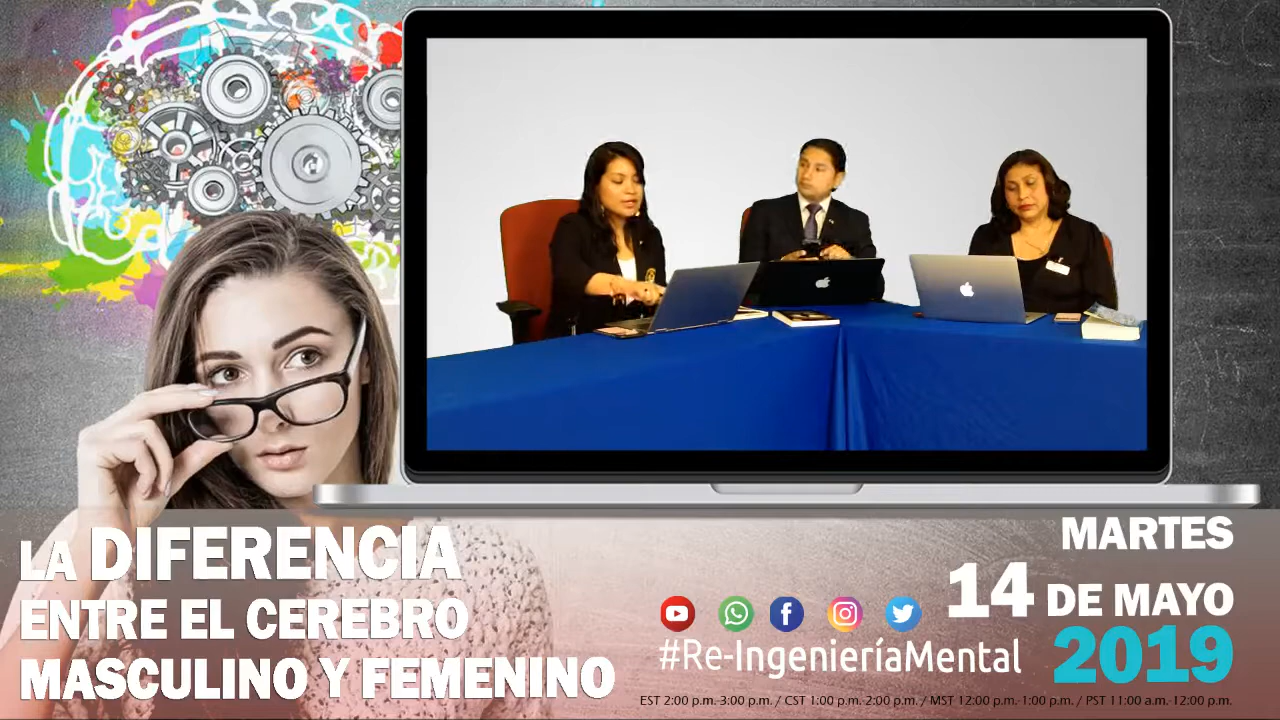 LA DIFERENCIA
ENTRE EL CEREBRO
MASCULINO Y FEMENINO
MARTES
14 DE MAYO
2019
#Re-IngenieríaMental
EST 2:00 p.m.-3:00 p.m. / CST 1:00 p.m.-2:00 p.m. / MST 12:00 p.m.-1:00 p.m. / PST 11:00 a.m.-12:00 p.m.